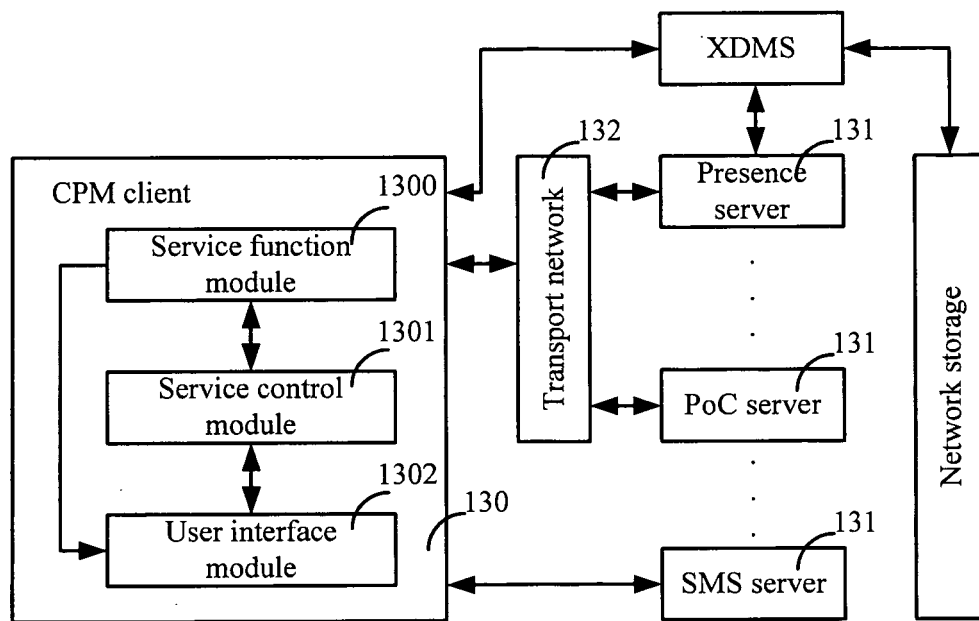 XDMS
132
131
Presence
server
CPM client
1300
Service function
module
1301
Service control
module
1302
User interface
module
130
Transport network
131
PoC server
131
SMS server
Network storage